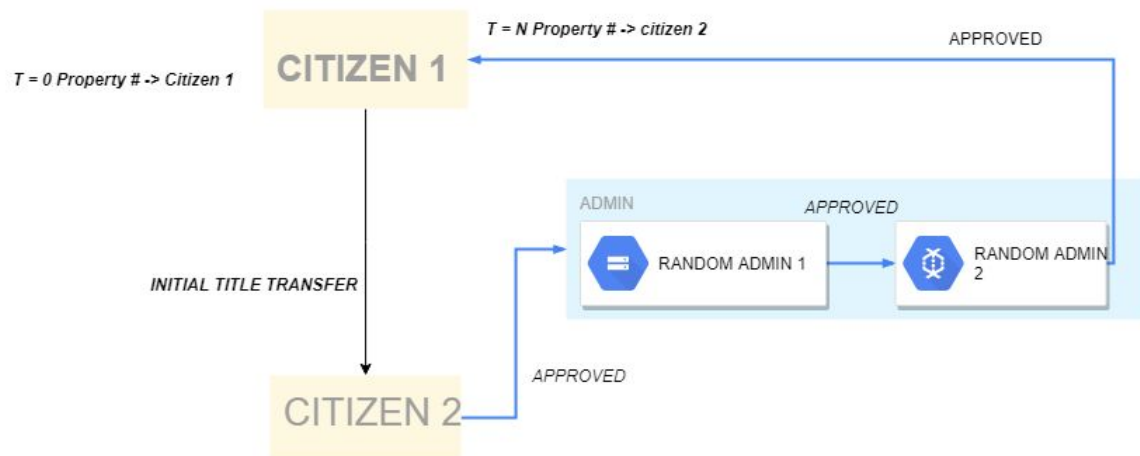 T = N Property # -> citizen 2
APPROVED
CITIZEN 1
T = 0 Property # -> Citizen 1
ADMIN
APPROVED
RANDOM ADMIN 1
RANDOM ADMIN
2
INITIAL TITLE TRANSFER
APPROVED
CITIZEN 2